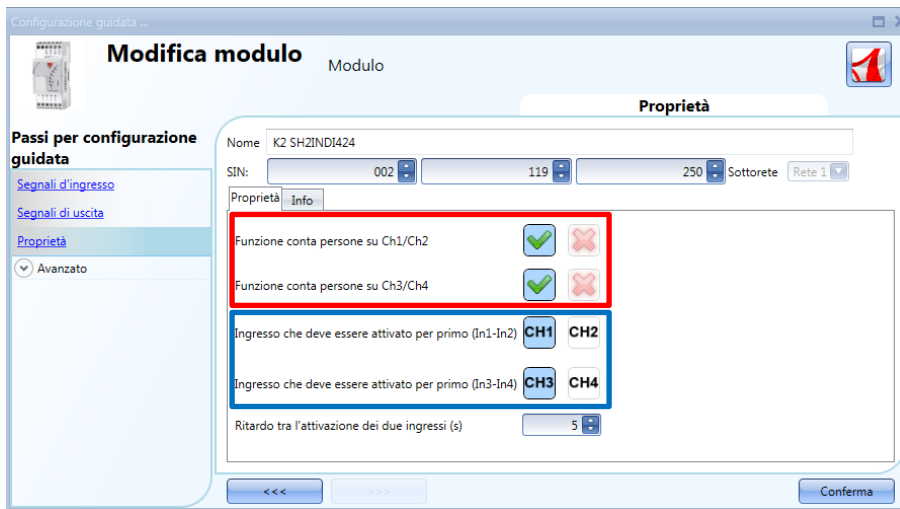 Configurazione guidata ...
Modifica modulo
Modulo
Proprietà
Passi per configurazione guidata
Segnali d'ingresso
Segnali di uscita
Proprietà
Avanzato
Nome K2 SH2INDI424
SIN: 002 119 250 Sottorete Rete 1
Proprietà Info
Funzione conta persone su Ch1/Ch2
Funzione conta persone su Ch3/Ch4
Ingresso che deve essere attivato per primo (In1-In2) CH1 CH2
Ingresso che deve essere attivato per primo (In3-In4) CH3 CH4
Ritardo tra l'attivazione dei due ingressi (s) 5
<<< >>> Conferma